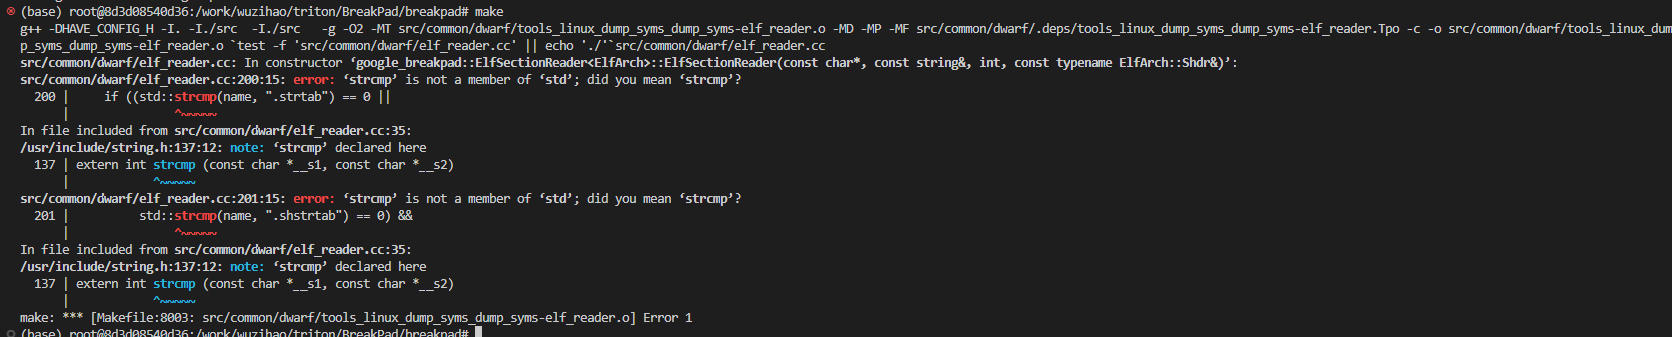 (base) root@8d3d08540d36:/work/wuzihao/triton/BreakPad/breakpad# make
g++ -DHAVE_CONFIG_H -I. -I./src  -I./src   -g -O2 -MT src/common/dwarf/tools_linux_dump_syms_dump_syms-elf_reader.o -MD -MP -MF src/common/dwarf/.deps/tools_linux_dump_syms_dump_syms-elf_reader.Tpo -c -o src/common/dwarf/tools_linux_dum
p_syms_dump_syms-elf_reader.o `test -f 'src/common/dwarf/elf_reader.cc' || echo './'`src/common/dwarf/elf_reader.cc
src/common/dwarf/elf_reader.cc: In constructor ‘google_breakpad::ElfSectionReader<ElfArch>::ElfSectionReader(const char*, const string&, int, const typename ElfArch::Shdr&)’:
src/common/dwarf/elf_reader.cc:200:15: error: ‘strcmp’ is not a member of ‘std’; did you mean ‘strcmp’?
  200 |     if ((std::strcmp(name, ".strtab") == 0 ||
      |               ^~~~~~
In file included from src/common/dwarf/elf_reader.cc:35:
/usr/include/string.h:137:12: note: ‘strcmp’ declared here
  137 | extern int strcmp (const char *__s1, const char *__s2)
      |            ^~~~~~
src/common/dwarf/elf_reader.cc:201:15: error: ‘strcmp’ is not a member of ‘std’; did you mean ‘strcmp’?
  201 |          std::strcmp(name, ".shstrtab") == 0) &&
      |               ^~~~~~
In file included from src/common/dwarf/elf_reader.cc:35:
/usr/include/string.h:137:12: note: ‘strcmp’ declared here
  137 | extern int strcmp (const char *__s1, const char *__s2)
      |            ^~~~~~
make: *** [Makefile:8003: src/common/dwarf/tools_linux_dump_syms_dump_syms-elf_reader.o] Error 1
(base) root@8d3d08540d36:/work/wuzihao/triton/BreakPad/breakpad#